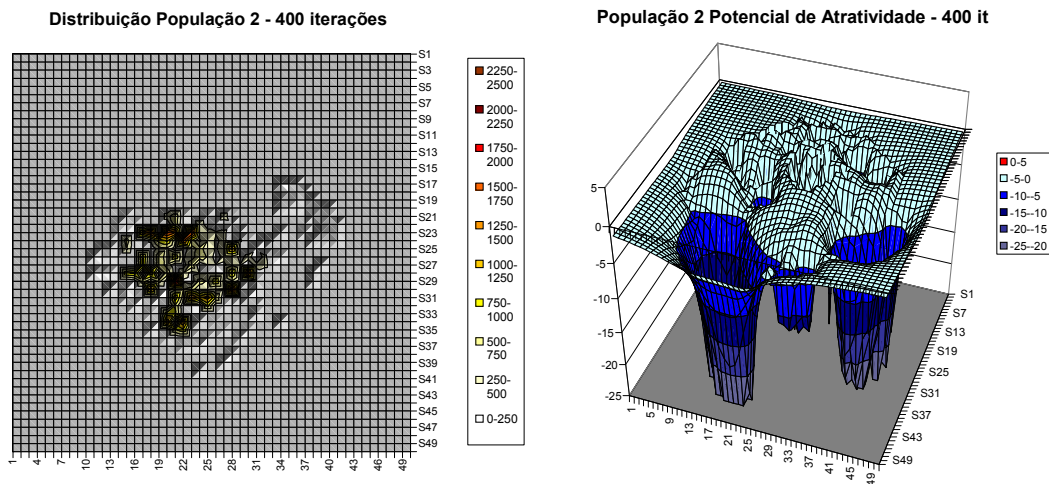 Distribuição População 2 - 400 iterações
S1
S3
S5
S7
S9
S11
S13
S15
S17
S19
S21
S23
S25
S27
S29
S31
S33
S35
S37
S39
S41
S43
S45
S47
S49
1
4
7
10
13
16
19
22
25
28
31
34
37
40
43
46
49
2250-
2500
2000-
2250
1750-
2000
1500-
1750
1250-
1500
1000-
1250
750-
1000
500-
750
250-
500
0-250
População 2 Potencial de Atratividade - 400 it
5
0
-5
-10
-15
-20
-25
1
5
9
13
17
21
25
29
33
37
41
45
49
S1
S7
S13
S19
S25
S31
S37
S43
S49
0-5
-5-0
-10--5
-15--10
-20--15
-25--20